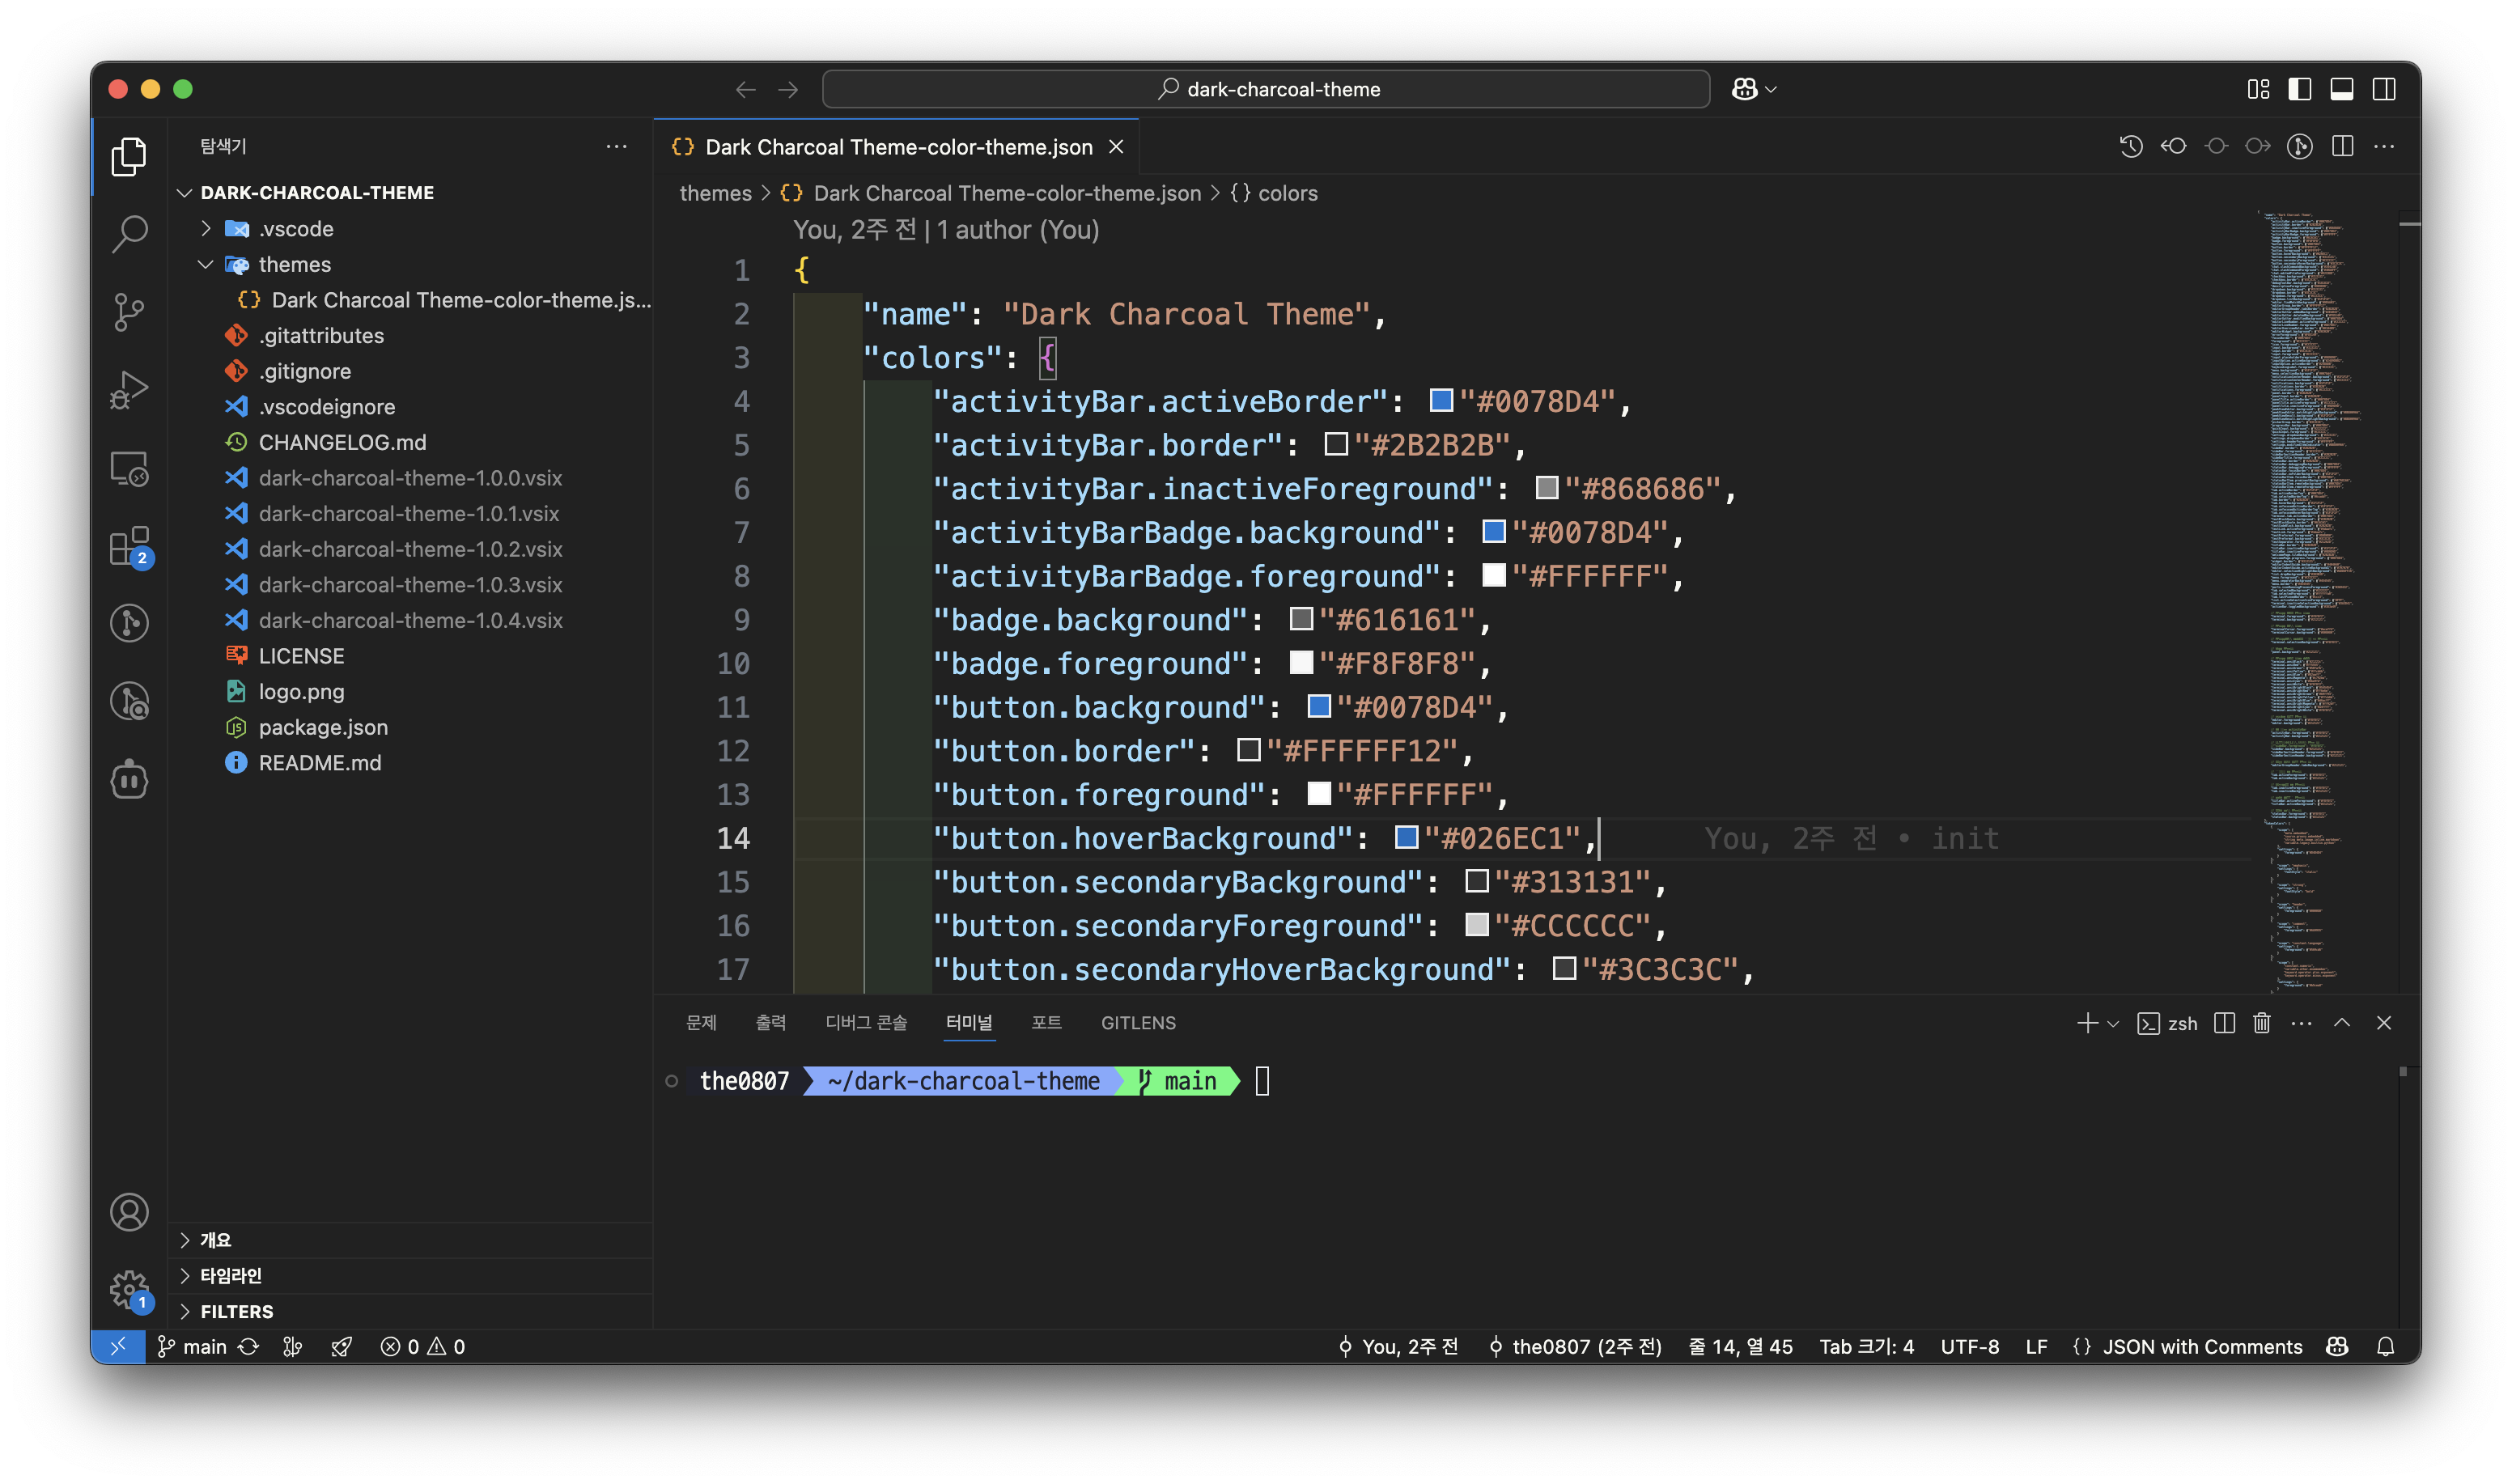 dark-charcoal-theme
탐색기
DARK-CHARCOAL-THEME
.vscode
themes
Dark Charcoal Theme-color-theme.js...
.gitattributes
.gitignore
.vscodeignore
CHANGELOG.md
dark-charcoal-theme-1.0.0.vsix
dark-charcoal-theme-1.0.1.vsix
dark-charcoal-theme-1.0.2.vsix
dark-charcoal-theme-1.0.3.vsix
dark-charcoal-theme-1.0.4.vsix
LICENSE
logo.png
package.json
README.md
개요
타임라인
FILTERS
2
1
{} Dark Charcoal Theme-color-theme.json
themes > {} Dark Charcoal Theme-color-theme.json > {} colors
You, 2주 전 | 1 author (You)
1 {
2 "name": "Dark Charcoal Theme",
3 "colors": {
4 "activityBar.activeBorder": "#0078D4",
5 "activityBar.border": "#2B2B2B",
6 "activityBar.inactiveForeground": "#868686",
7 "activityBarBadge.background": "#0078D4",
8 "activityBarBadge.foreground": "#FFFFFF",
9 "badge.background": "#616161",
10 "badge.foreground": "#F8F8F8",
11 "button.background": "#0078D4",
12 "button.border": "#FFFFFF12",
13 "button.foreground": "#FFFFFF",
14 "button.hoverBackground": "#026EC1", You, 2주 전 • init
15 "button.secondaryBackground": "#313131",
16 "button.secondaryForeground": "#CCCCCC",
17 "button.secondaryHoverBackground": "#3C3C3C",
문제 출력 디버그 콘솔 터미널 포트 GITLENS zsh
the0807 ~/dark-charcoal-theme main
main 0 0 You, 2주 전 the0807 (2주 전) 줄 14, 열 45 Tab 크기: 4 UTF-8 LF {} JSON with Comments